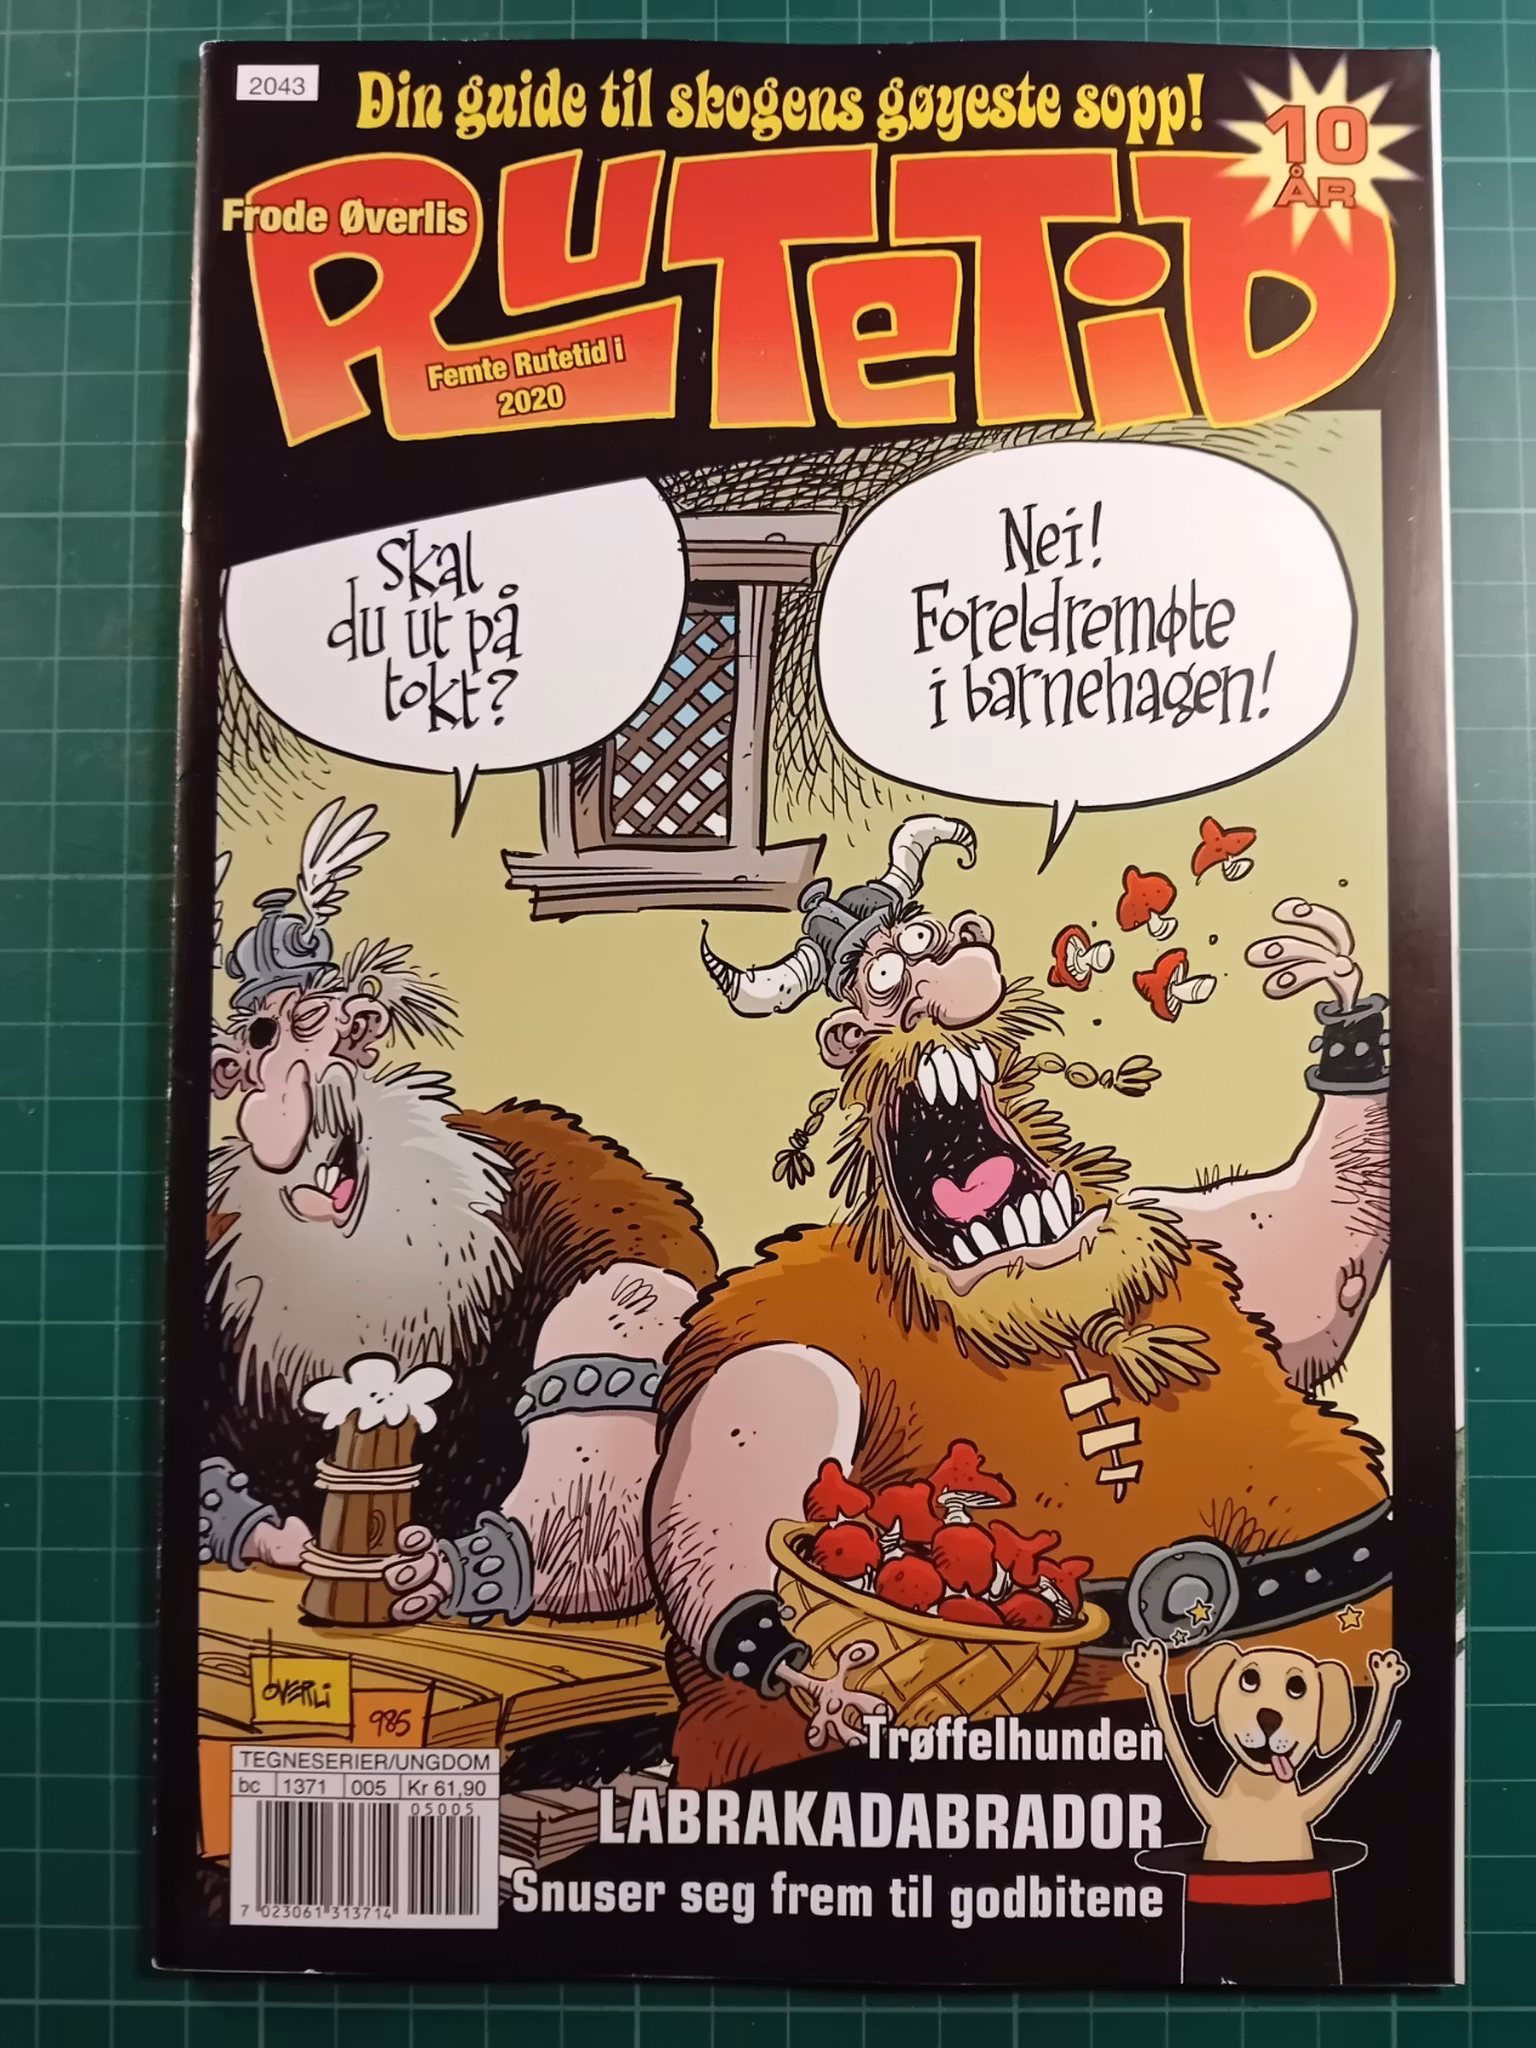 2043
Din guide til skogens gøyeste sopp!
10
ÅR
Frode Øverlis
RUTETID
Femte Rutetid i
2020
Skal
du ut på
tokt?
Nei!
Foreldremøte
i barnehagen!
ØVERLI
985
TEGNESERIER/UNGDOM
bc 1371 005 Kr 61,90
05005
7 023061 313714
Trøffelhunden
LABRAKADABRADOR
Snuser seg frem til godbitene